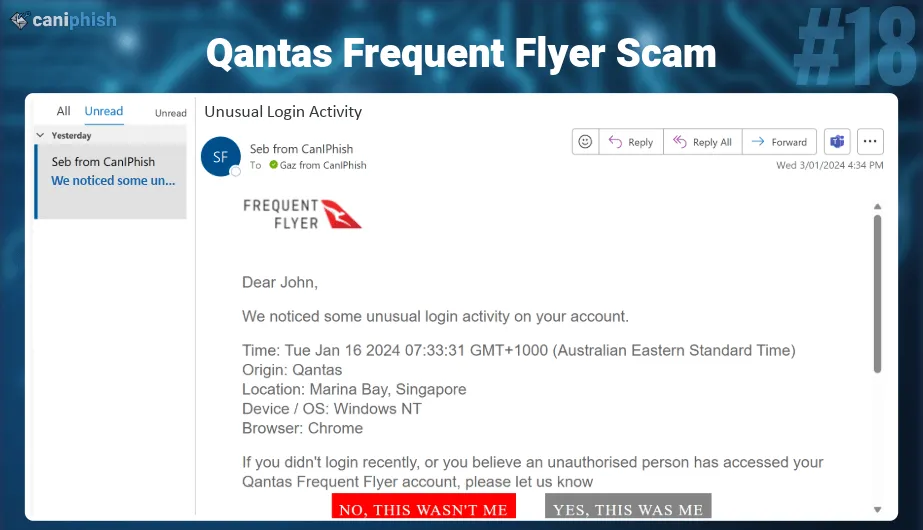 caniphish
#18
Qantas Frequent Flyer Scam
All Unread Unread
Yesterday
Seb from CanIPhish
We noticed some un...
Unusual Login Activity
SF
Seb from CanIPhish
To Gaz from CanIPhish
Reply Reply All Forward
Wed 3/01/2024 4:34 PM
FREQUENT
FLYER
Dear John,
We noticed some unusual login activity on your account.
Time: Tue Jan 16 2024 07:33:31 GMT+1000 (Australian Eastern Standard Time)
Origin: Qantas
Location: Marina Bay, Singapore
Device / OS: Windows NT
Browser: Chrome
If you didn't login recently, or you believe an unauthorised person has accessed your
Qantas Frequent Flyer account, please let us know
NO, THIS WASN'T ME YES, THIS WAS ME